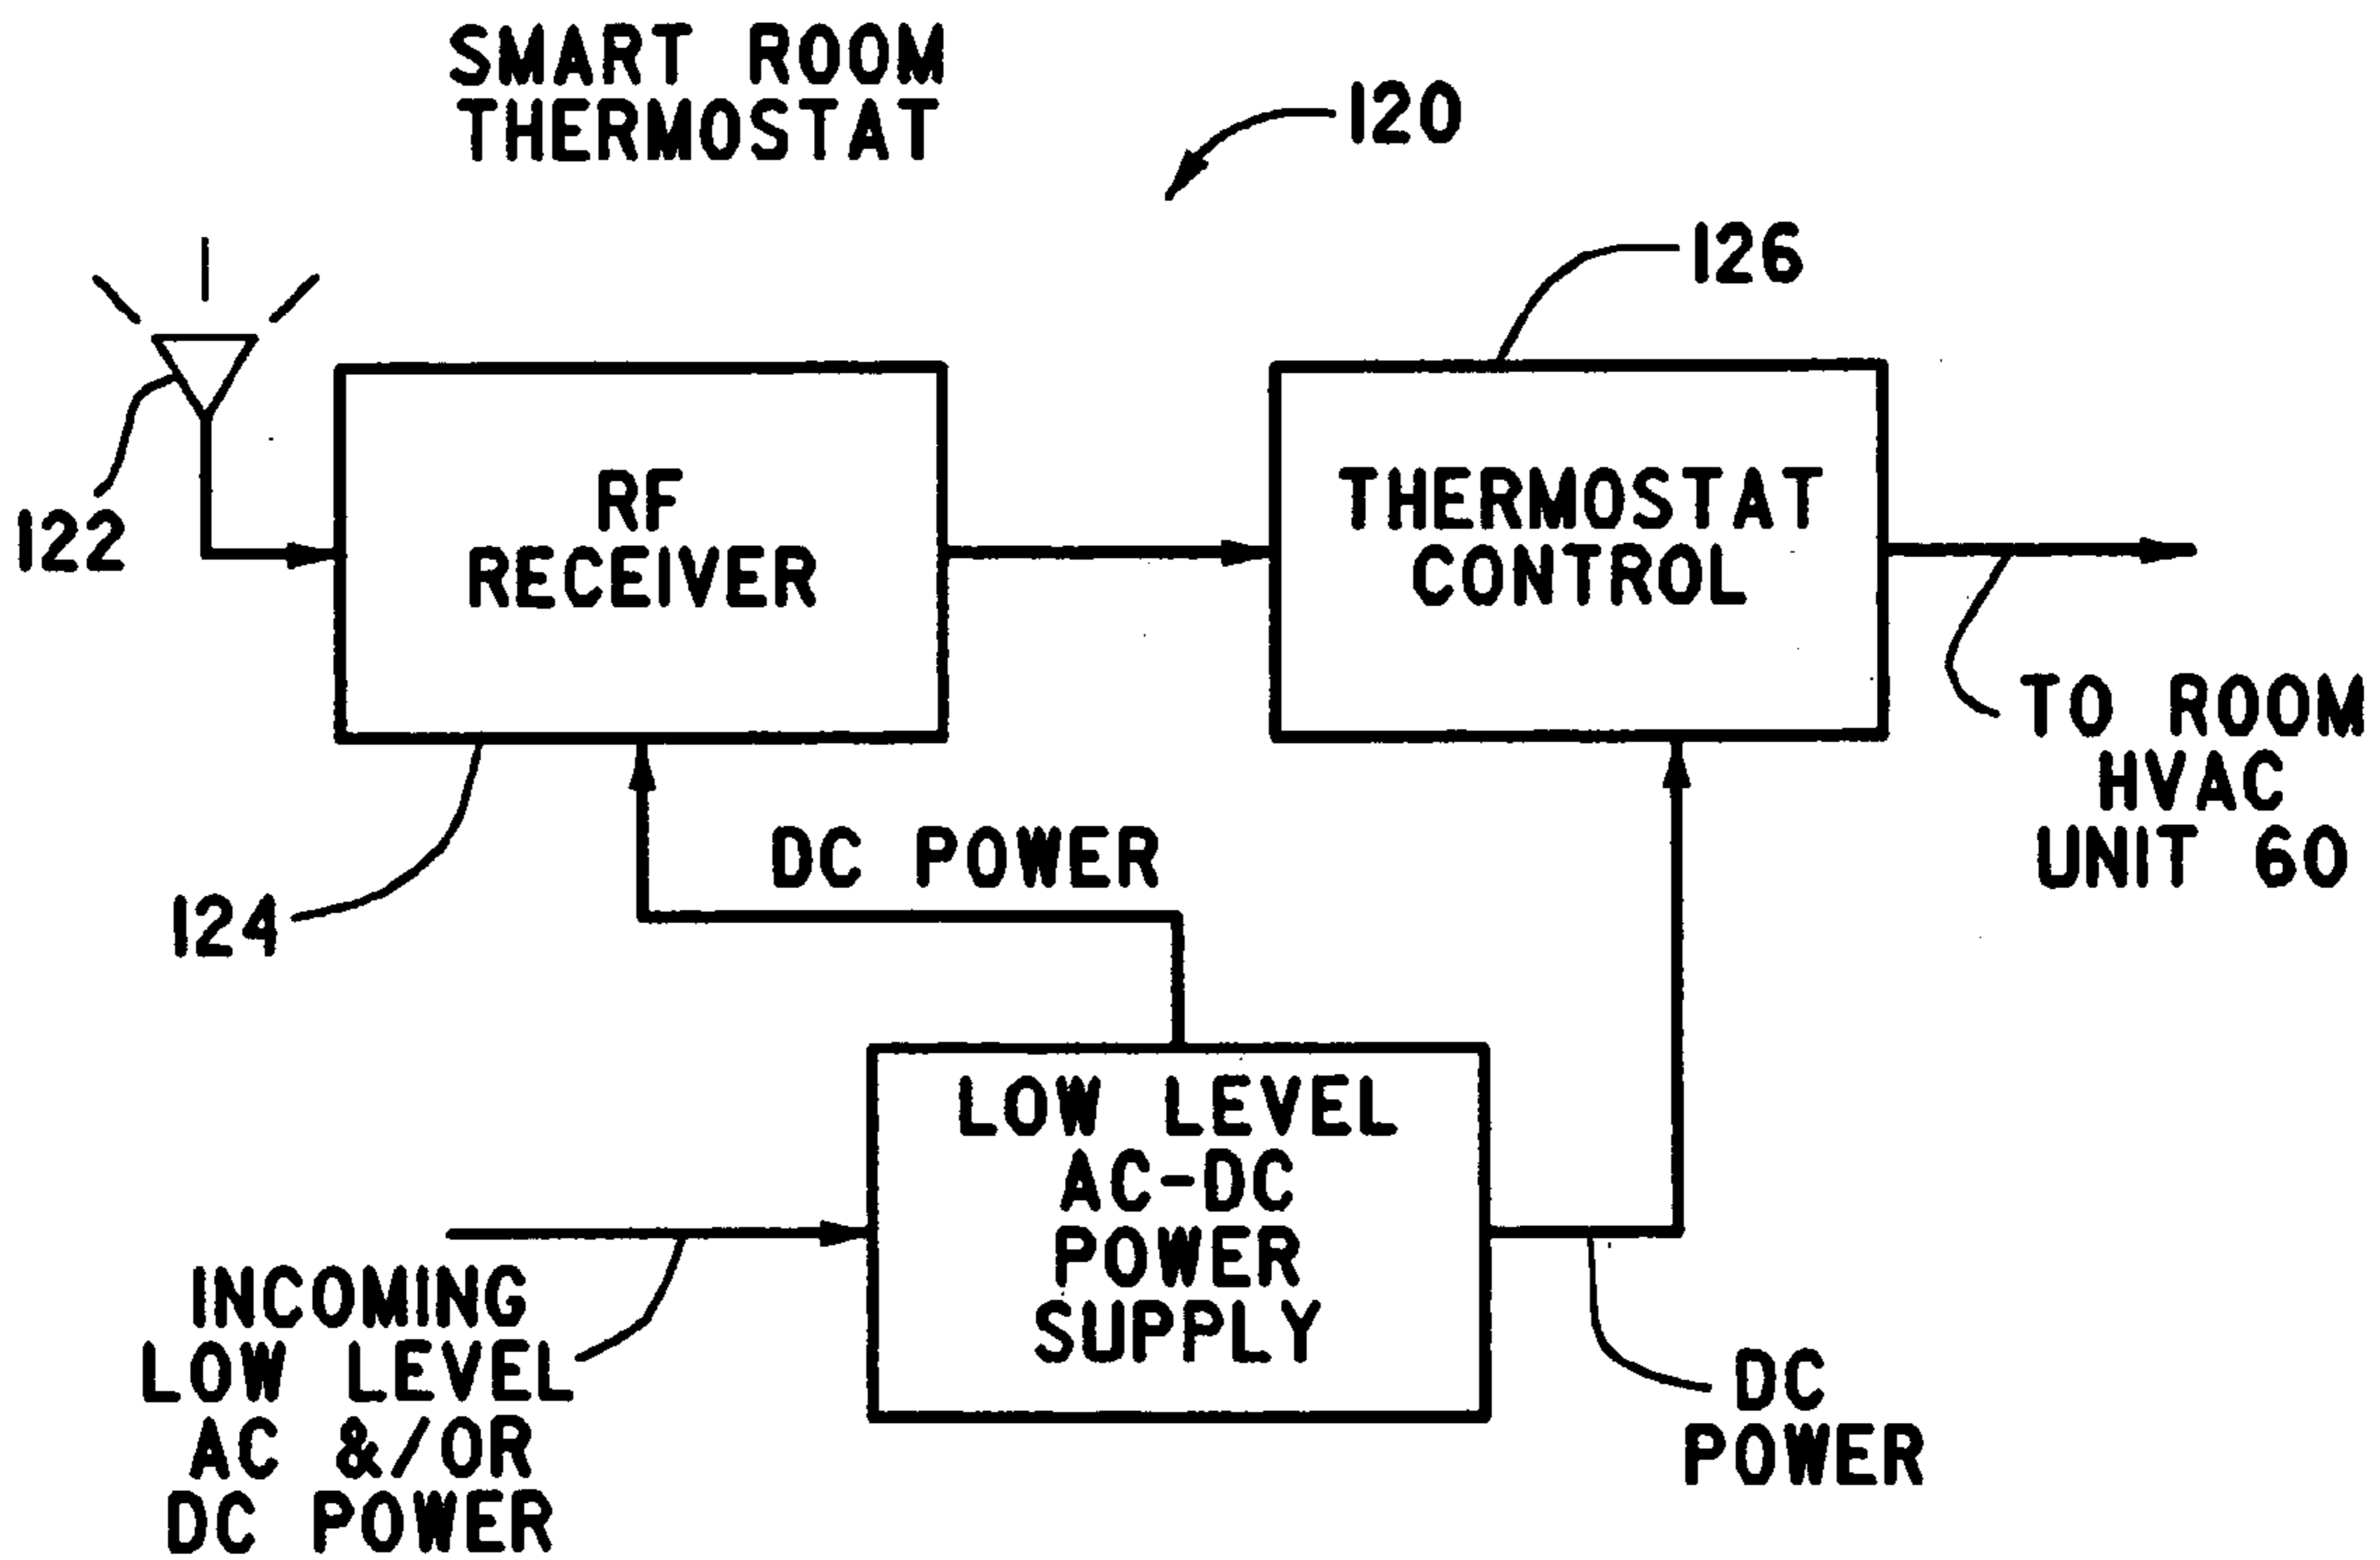 SMART ROOM
THERMOSTAT
120
126
122
RF
RECEIVER
THERMOSTAT
CONTROL
TO ROOM
HVAC
UNIT 60
DC POWER
124
LOW LEVEL
AC-DC
POWER
SUPPLY
INCOMING
LOW LEVEL
AC &/OR
DC POWER
DC
POWER